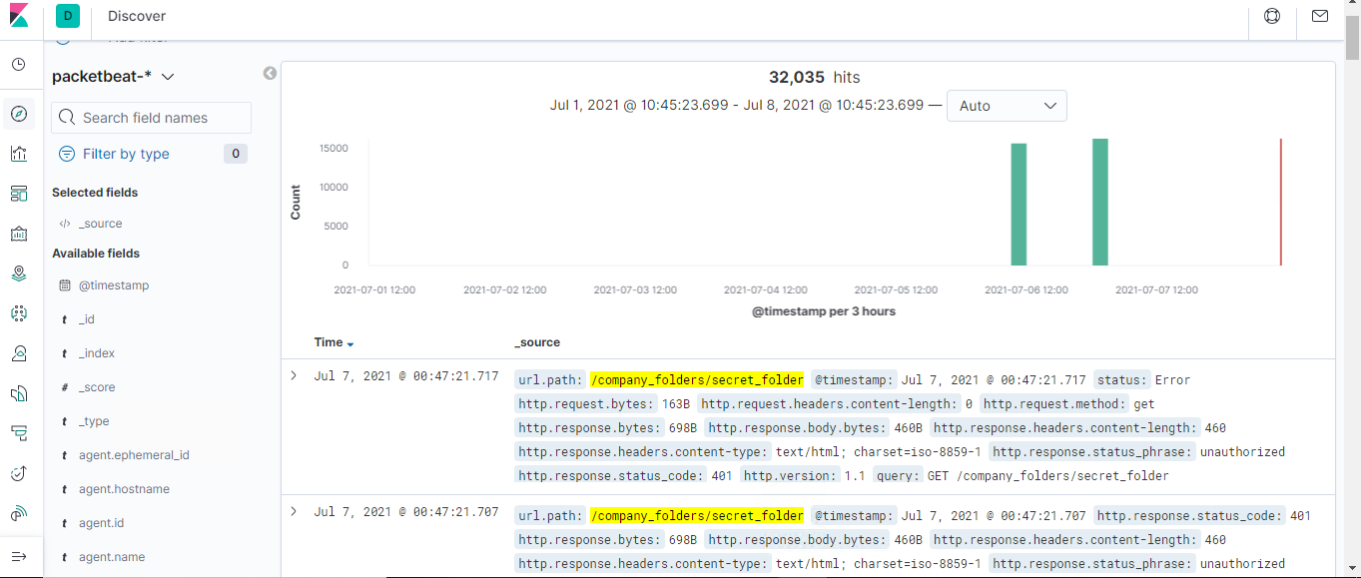 D Discover
packetbeat-*
Search field names
Filter by type 0
Selected fields
</> _source
Available fields
@timestamp
t _id
t _index
# _score
t _type
t agent.ephemeral_id
t agent.hostname
t agent.id
t agent.name
32,035 hits
Jul 1, 2021 @ 10:45:23.699 - Jul 8, 2021 @ 10:45:23.699 — Auto
Count
15000
10000
5000
0
2021-07-01 12:00 2021-07-02 12:00 2021-07-03 12:00 2021-07-04 12:00 2021-07-05 12:00 2021-07-06 12:00 2021-07-07 12:00
@timestamp per 3 hours
Time _source
Jul 7, 2021 @ 00:47:21.717 url.path: /company_folders/secret_folder @timestamp: Jul 7, 2021 @ 00:47:21.717 status: Error
http.request.bytes: 163B http.request.headers.content-length: 0 http.request.method: get
http.response.bytes: 698B http.response.body.bytes: 460B http.response.headers.content-length: 460
http.response.headers.content-type: text/html; charset=iso-8859-1 http.response.status_phrase: unauthorized
http.response.status_code: 401 http.version: 1.1 query: GET /company_folders/secret_folder
Jul 7, 2021 @ 00:47:21.707 url.path: /company_folders/secret_folder @timestamp: Jul 7, 2021 @ 00:47:21.707 http.response.status_code: 401
http.response.bytes: 698B http.response.body.bytes: 460B http.response.headers.content-length: 460
http.response.headers.content-type: text/html; charset=iso-8859-1 http.response.status_phrase: unauthorized